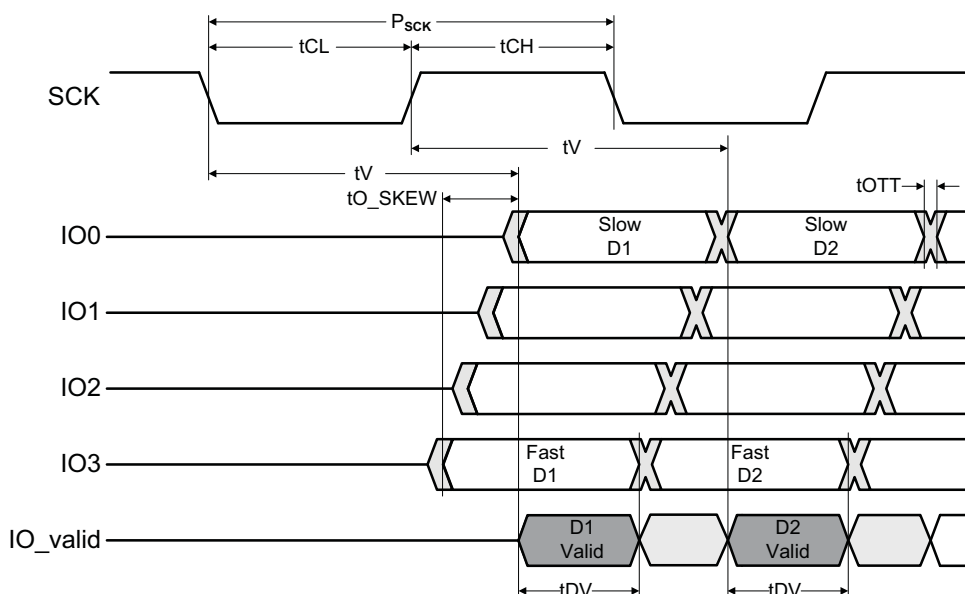 PSCK
tCL
tCH
SCK
tV
tV
tO_SKEW
tOTT
IO0
Slow
D1
Slow
D2
IO1
IO2
IO3
Fast
D1
Fast
D2
IO_valid
D1
Valid
D2
Valid
tDV
tDV